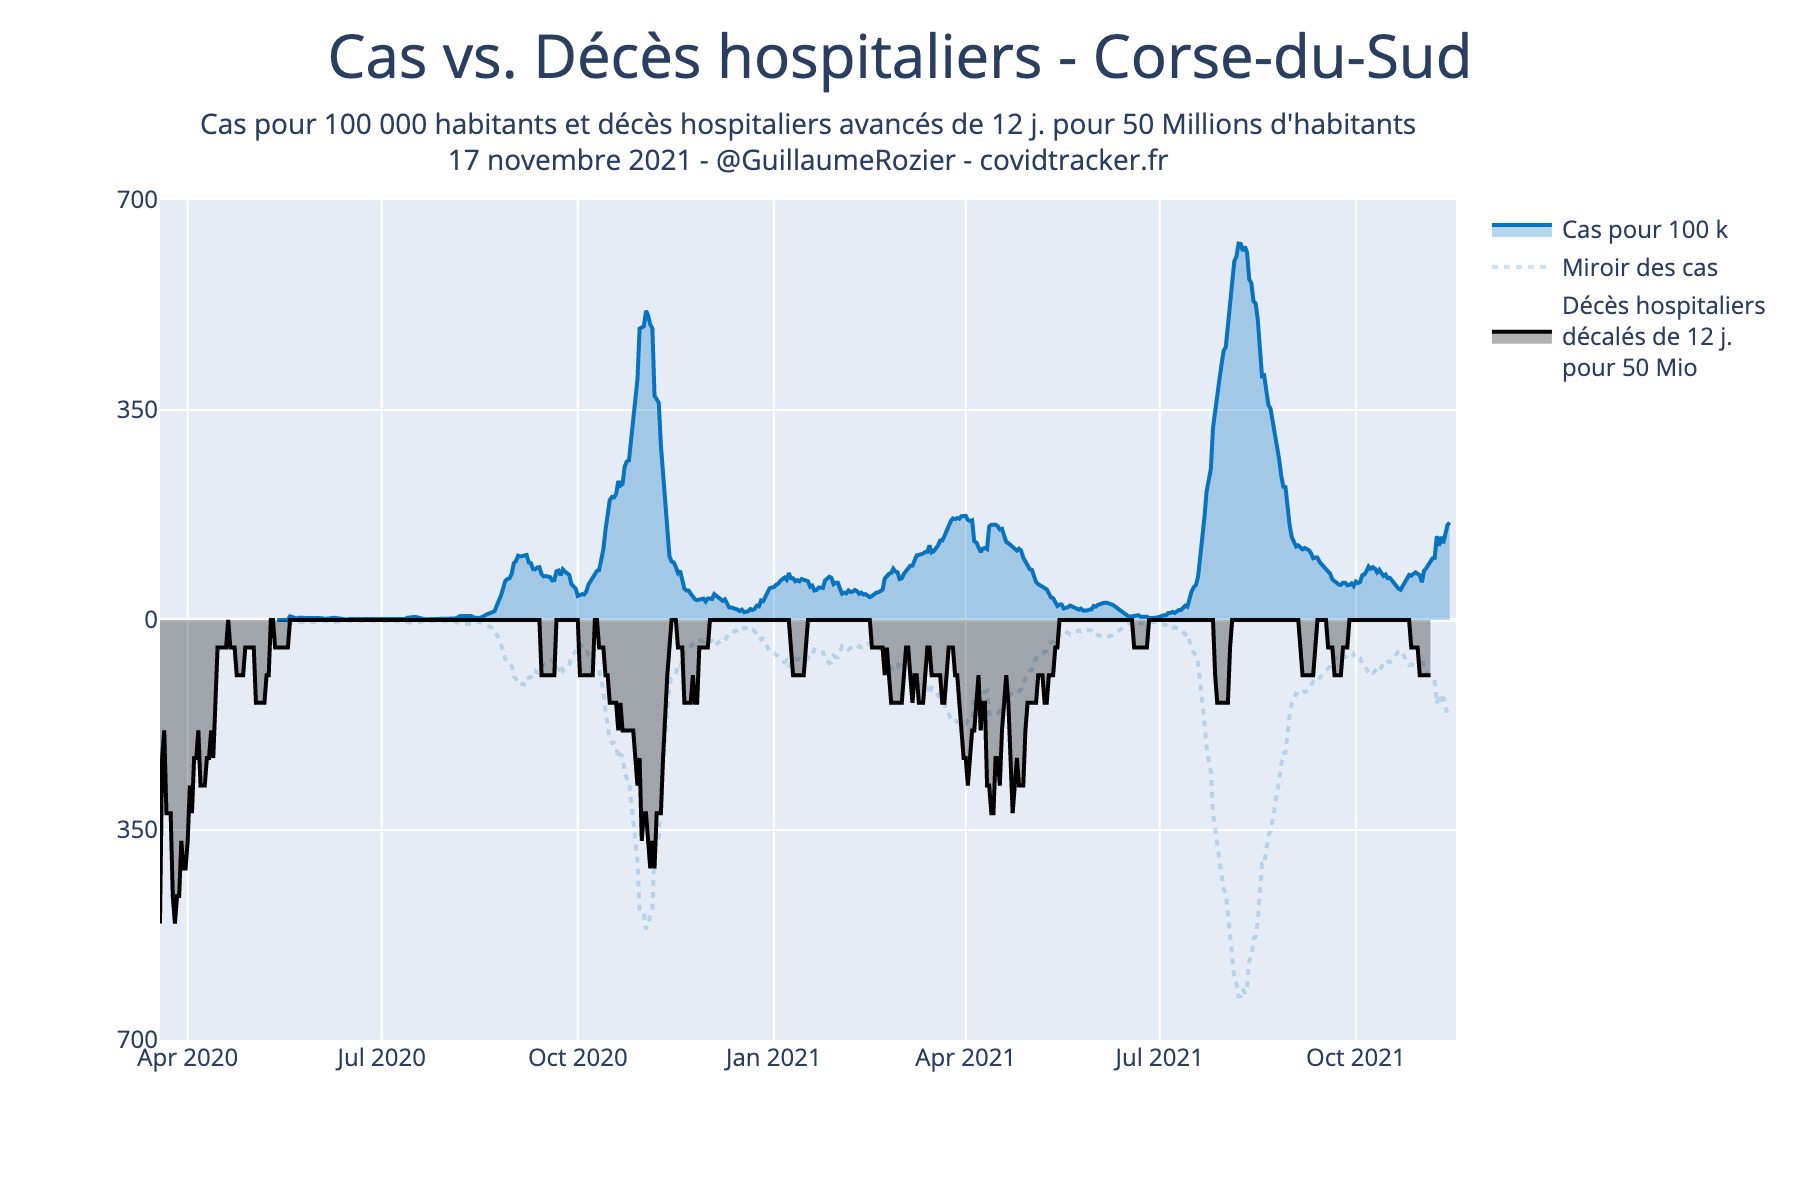 Cas vs. Décès hospitaliers - Corse-du-Sud
Cas pour 100 000 habitants et décès hospitaliers avancés de 12 j. pour 50 Millions d'habitants
17 novembre 2021 - @GuillaumeRozier - covidtracker.fr
700
350
0
350
700
Apr 2020
Jul 2020
Oct 2020
Jan 2021
Apr 2021
Jul 2021
Oct 2021
Cas pour 100 k
Miroir des cas
Décès hospitaliers
décalés de 12 j.
pour 50 Mio